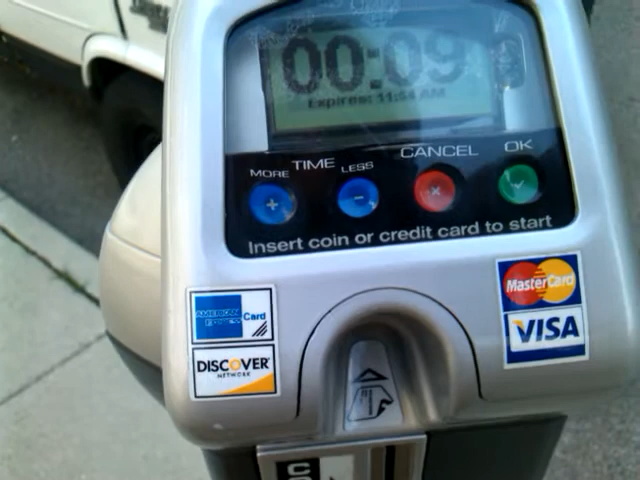 00:09
Expires: 11:54 AM
MORE TIME LESS CANCEL OK
Insert coin or credit card to start
AMERICAN EXPRESS Card
MasterCard
DISCOVER
NETWORK
VISA